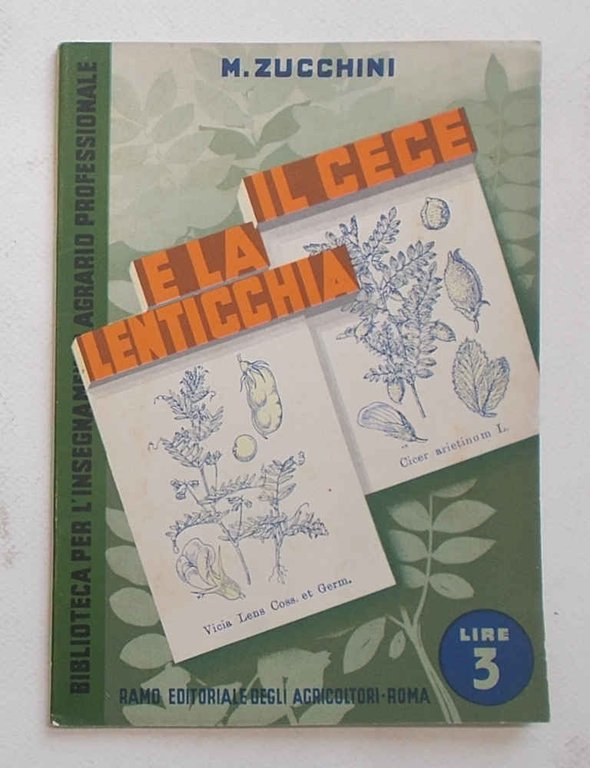 M. ZUCCHINI
IL CECE
E LA
LENTICCHIA
Cicer arietinum L.
Vicia Lens Coss. et Germ.
LIRE
3
RAMO EDITORIALE DEGLI AGRICOLTORI-ROMA
BIBLIOTECA PER L'INSEGNAM AGRARIO PROFESSIONALE